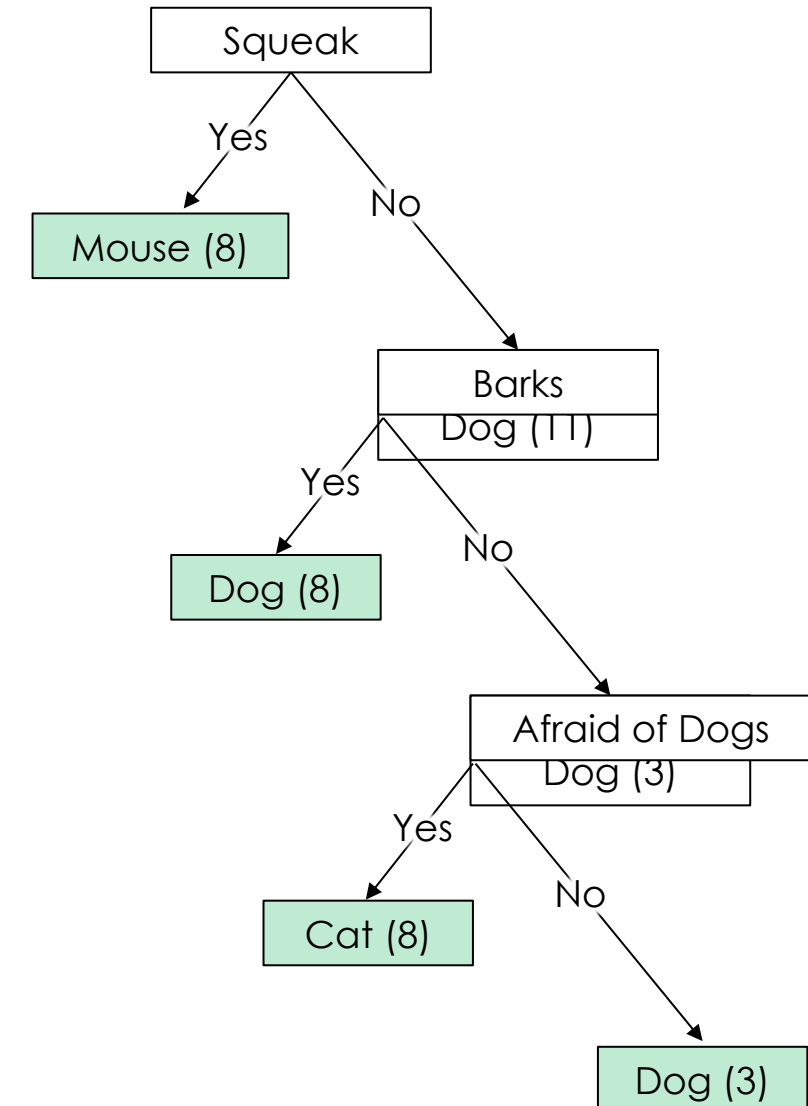 Squeak
Yes
No
Mouse (8)
Barks
Dog (11)
Yes
No
Dog (8)
Afraid of Dogs
Dog (3)
Yes
No
Cat (8)
Dog (3)